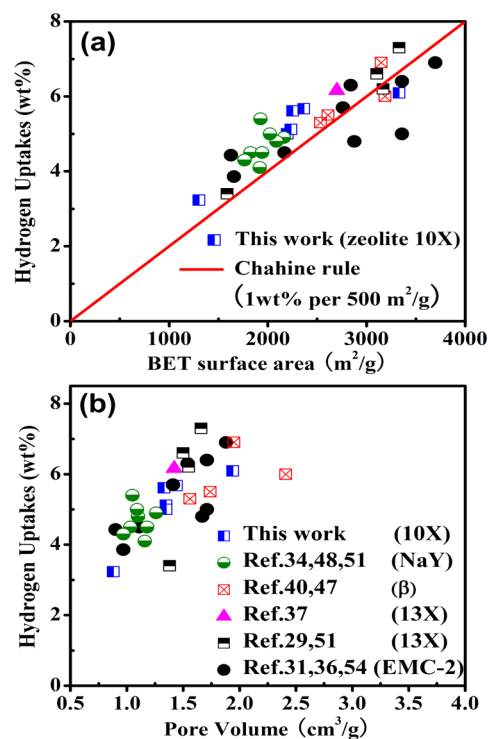 (a)
Hydrogen Uptakes (wt%)
8
6
4
2
0
This work (zeolite 10X)
Chahine rule
(1wt% per 500 m²/g)
0 1000 2000 3000 4000
BET surface area (m²/g)
(b)
Hydrogen Uptakes (wt%)
8
6
4
2
0
This work (10X)
Ref.34,48,51 (NaY)
Ref.40,47 (β)
Ref.37 (13X)
Ref.29,51 (13X)
Ref.31,36,54 (EMC-2)
0.5 1.0 1.5 2.0 2.5 3.0 3.5 4.0
Pore Volume (cm³/g)